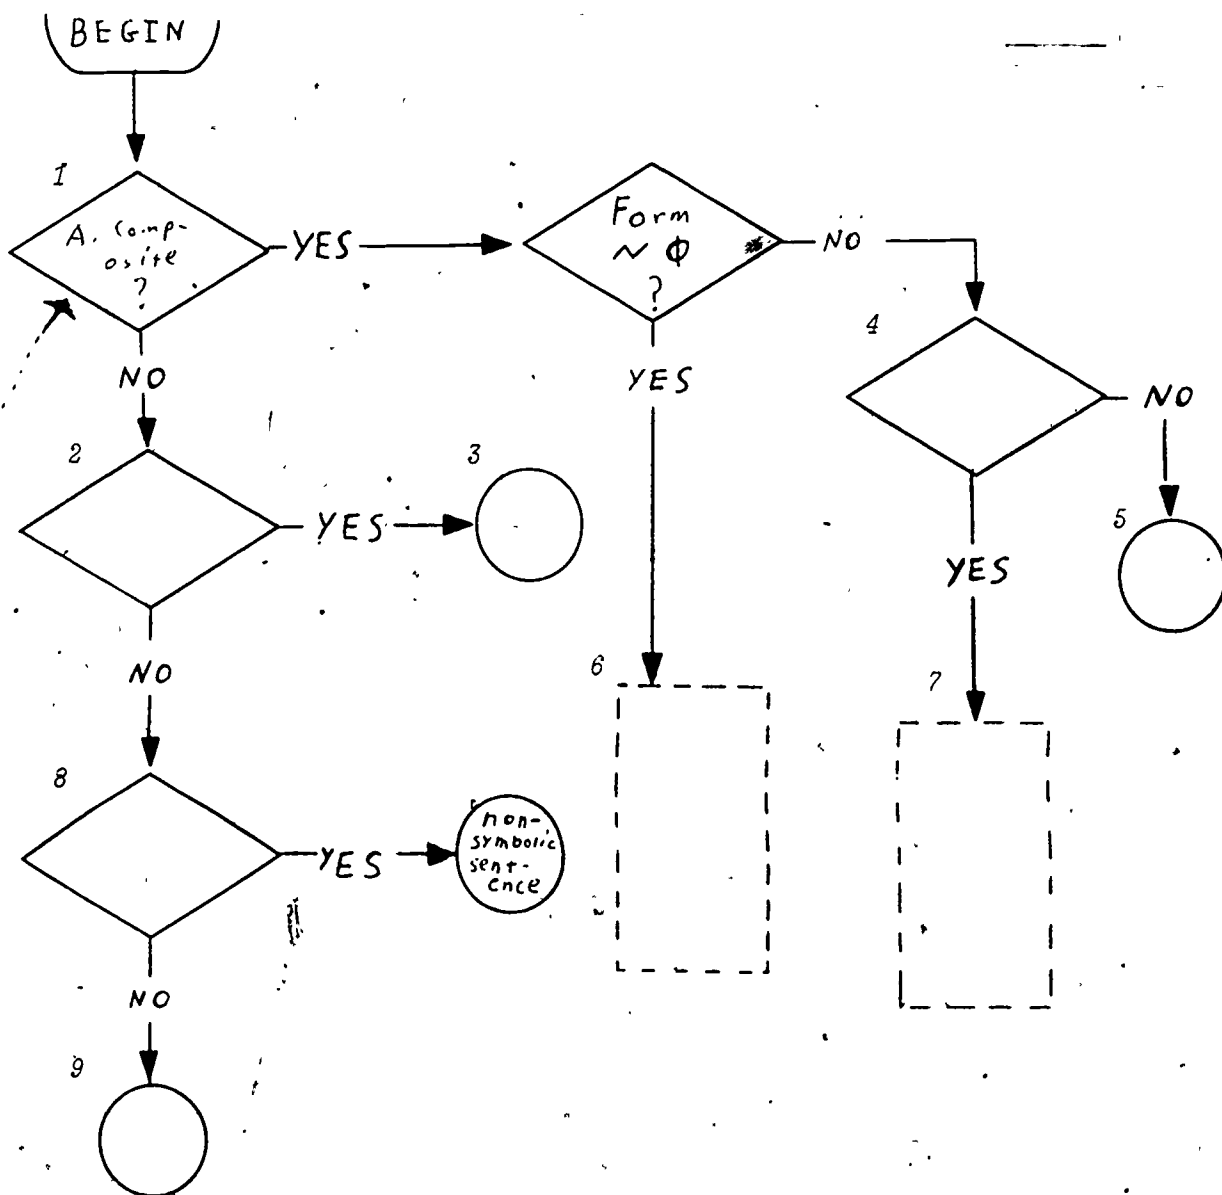 BEGIN
1
A. Comp-
osite
?
YES
Form
~ Φ
?
NO
4
NO
YES
NO
2
YES
3
5
YES
NO
6
7
8
YES
non-
symbolic
sent-
ence
NO
9